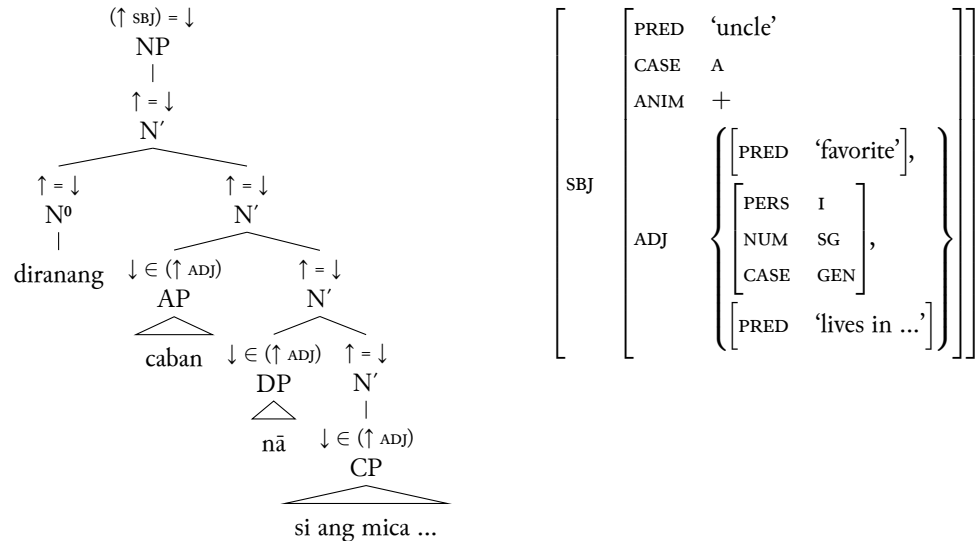 (↑ SBJ) = ↓
NP
↑ = ↓
N′
↑ = ↓ ↑ = ↓
N⁰ N′
diranang ↓ ∈ (↑ ADJ) ↑ = ↓
AP N′
caban ↓ ∈ (↑ ADJ) ↑ = ↓
DP N′
nā ↓ ∈ (↑ ADJ)
CP
si ang mica ...
SBJ
PRED ‘uncle’
CASE A
ANIM +
ADJ
PRED ‘favorite’ ,
PERS I
NUM SG ,
CASE GEN
PRED ‘lives in ...’